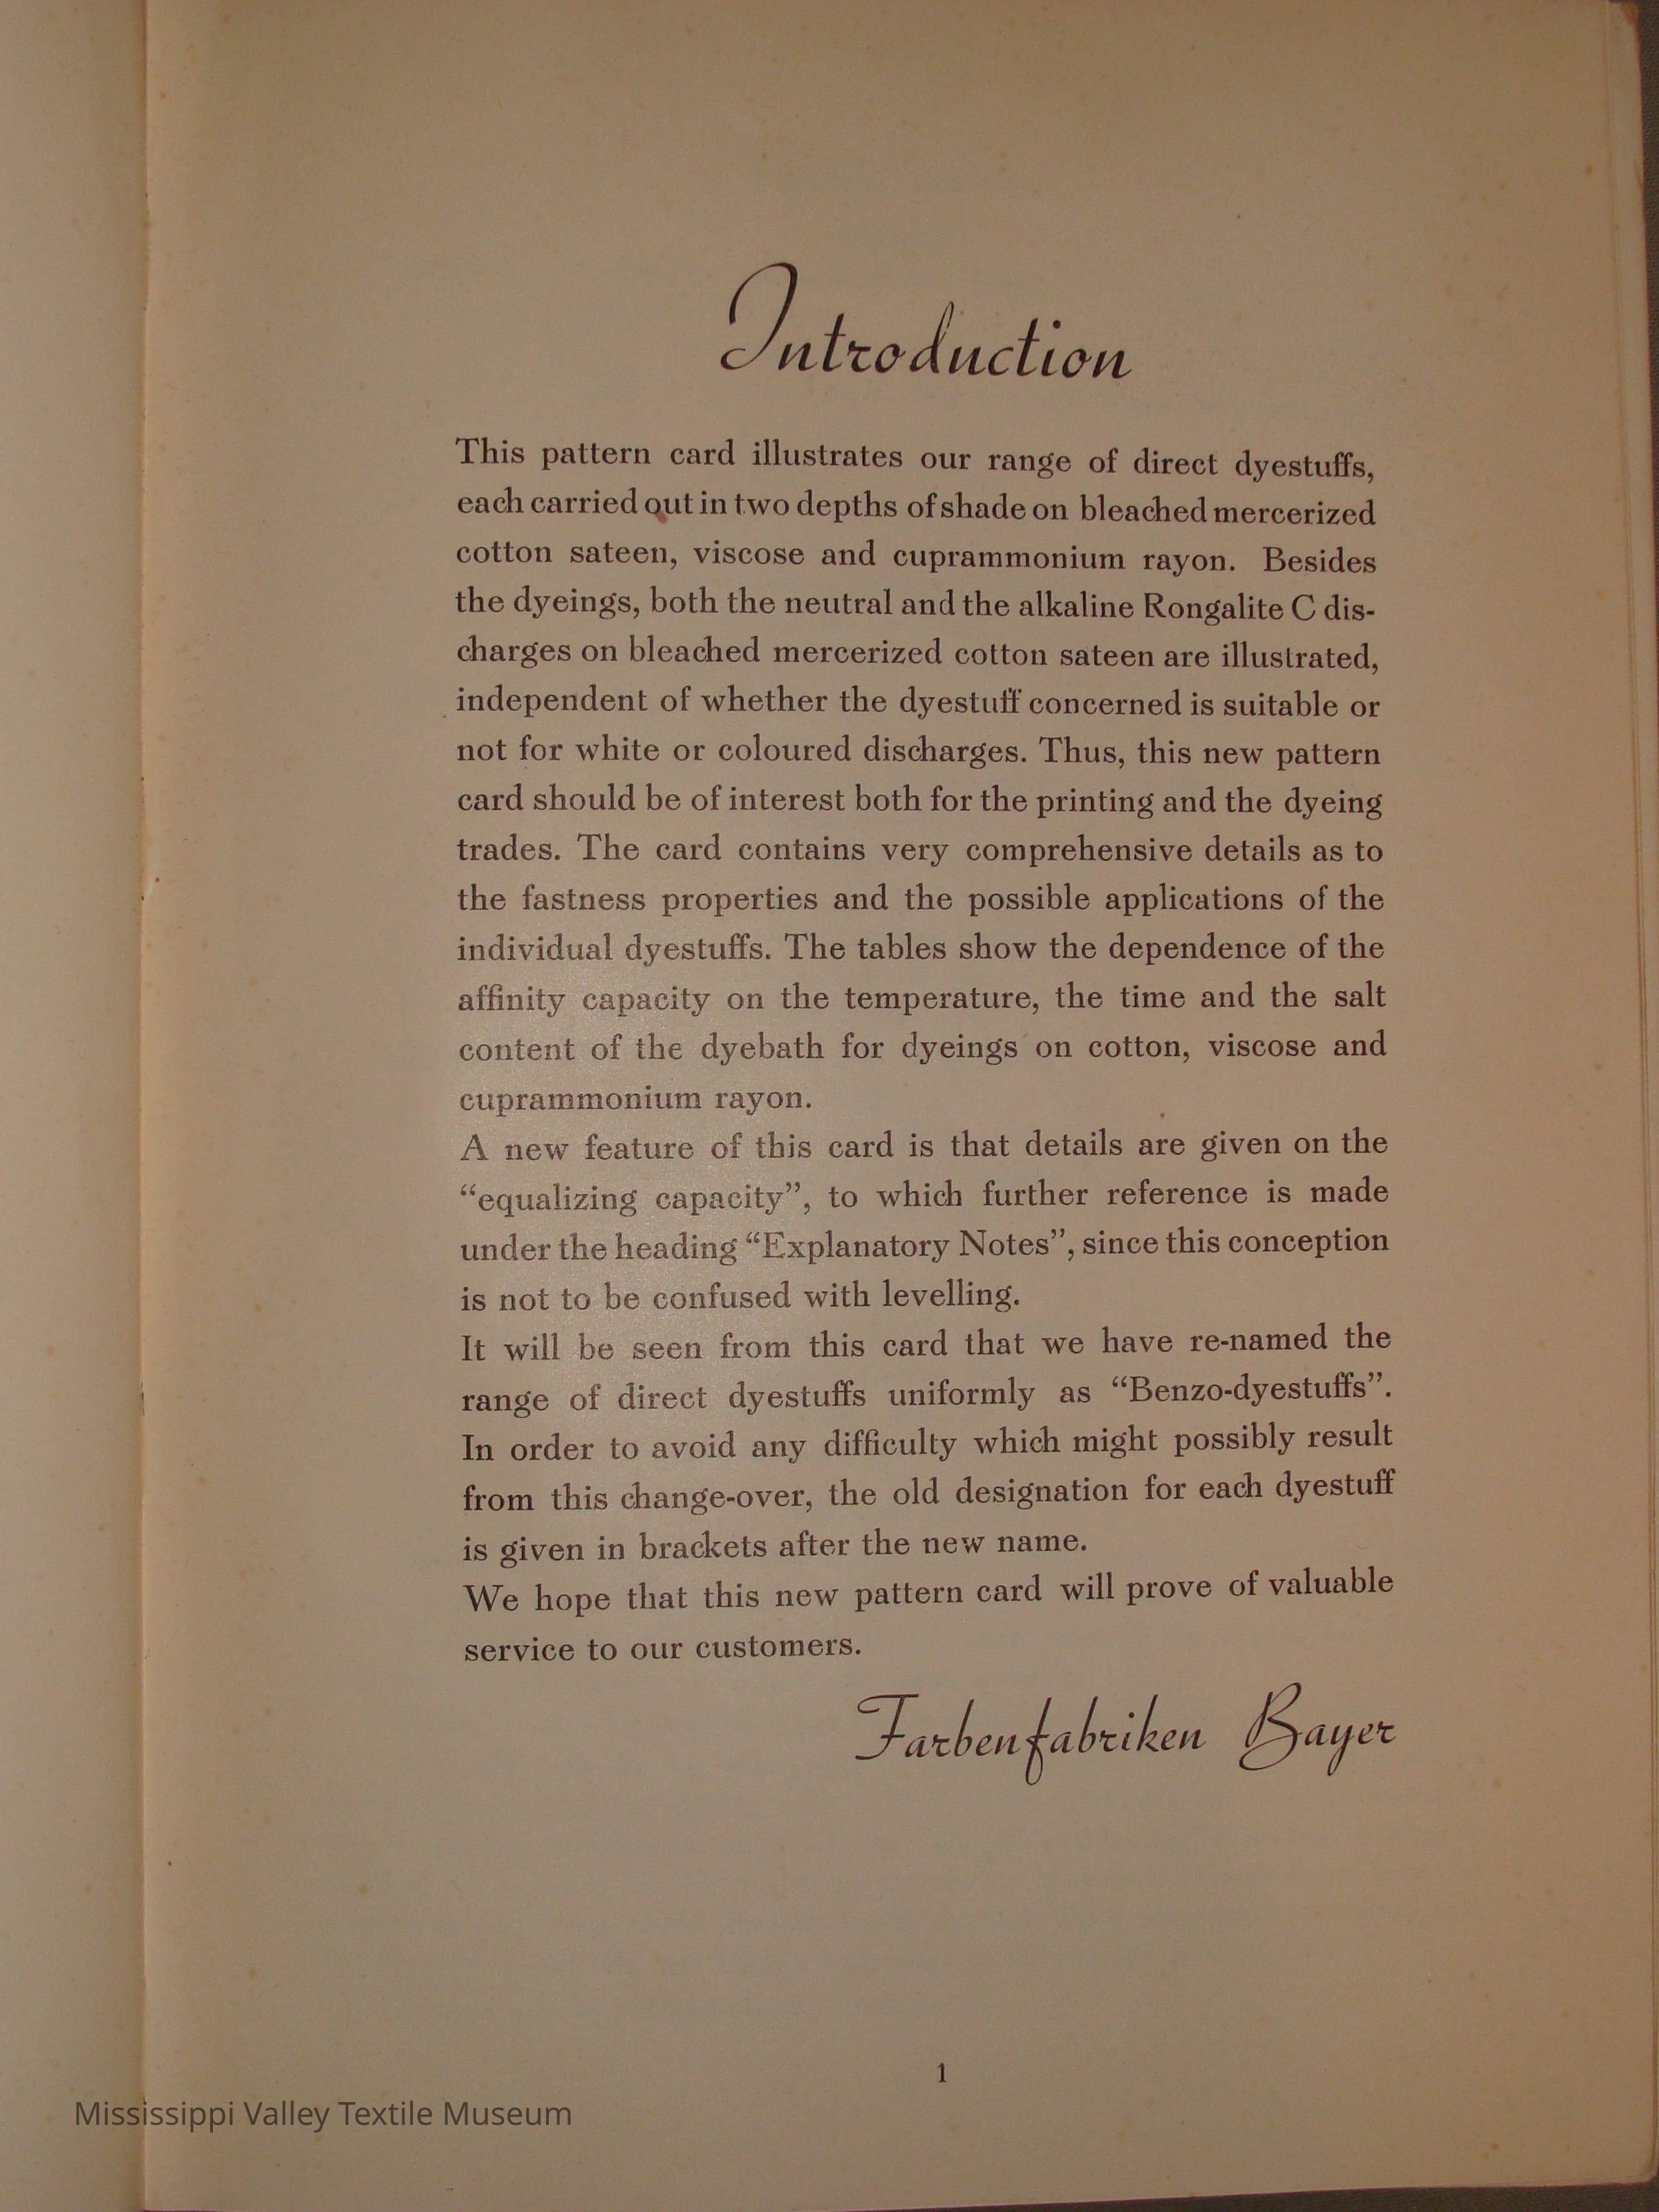 Introduction
This pattern card illustrates our range of direct dyestuffs,
each carried out in two depths of shade on bleached mercerized
cotton sateen, viscose and cuprammonium rayon. Besides
the dyeings, both the neutral and the alkaline Rongalite C dis-
charges on bleached mercerized cotton sateen are illustrated,
independent of whether the dyestuff concerned is suitable or
not for white or coloured discharges. Thus, this new pattern
card should be of interest both for the printing and the dyeing
trades. The card contains very comprehensive details as to
the fastness properties and the possible applications of the
individual dyestuffs. The tables show the dependence of the
affinity capacity on the temperature, the time and the salt
content of the dyebath for dyeings on cotton, viscose and
cuprammonium rayon.
A new feature of this card is that details are given on the
“equalizing capacity”, to which further reference is made
under the heading “Explanatory Notes”, since this conception
is not to be confused with levelling.
It will be seen from this card that we have re-named the
range of direct dyestuffs uniformly as “Benzo-dyestuffs”.
In order to avoid any difficulty which might possibly result
from this change-over, the old designation for each dyestuff
is given in brackets after the new name.
We hope that this new pattern card will prove of valuable
service to our customers.
Farbenfabriken Bayer
1
Mississippi Valley Textile Museum